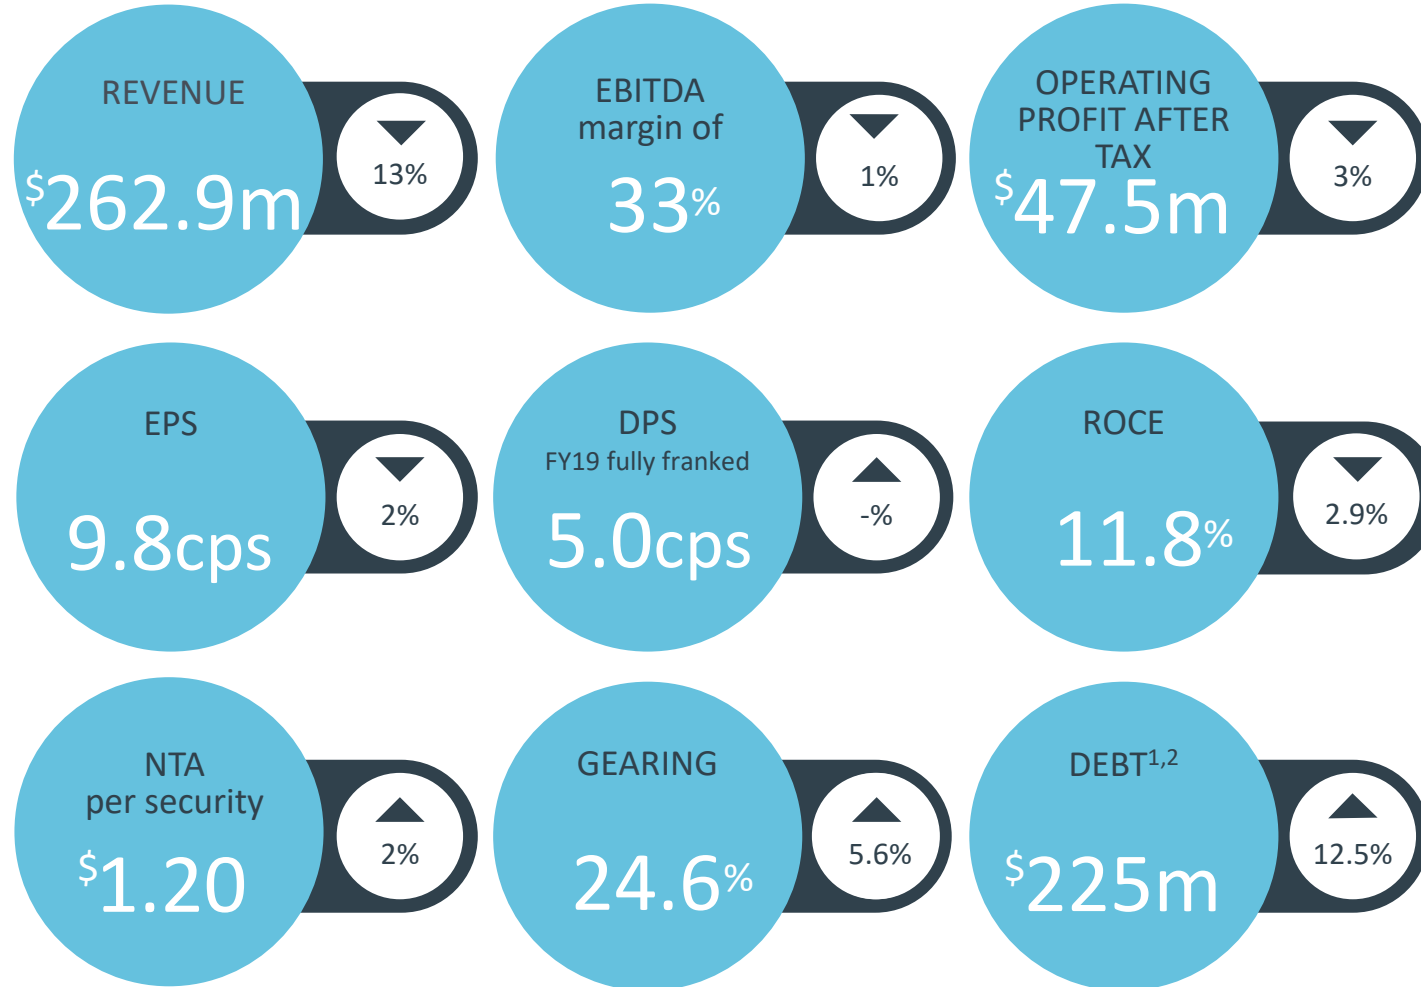 REVENUE
$262.9m
13%
EBITDA
margin of
33%
1%
OPERATING
PROFIT AFTER
TAX
$47.5m
3%
EPS
9.8cps
2%
DPS
FY19 fully franked
5.0cps
-%
ROCE
11.8%
2.9%
NTA
per security
$1.20
2%
GEARING
24.6%
5.6%
DEBT1,2
$225m
12.5%